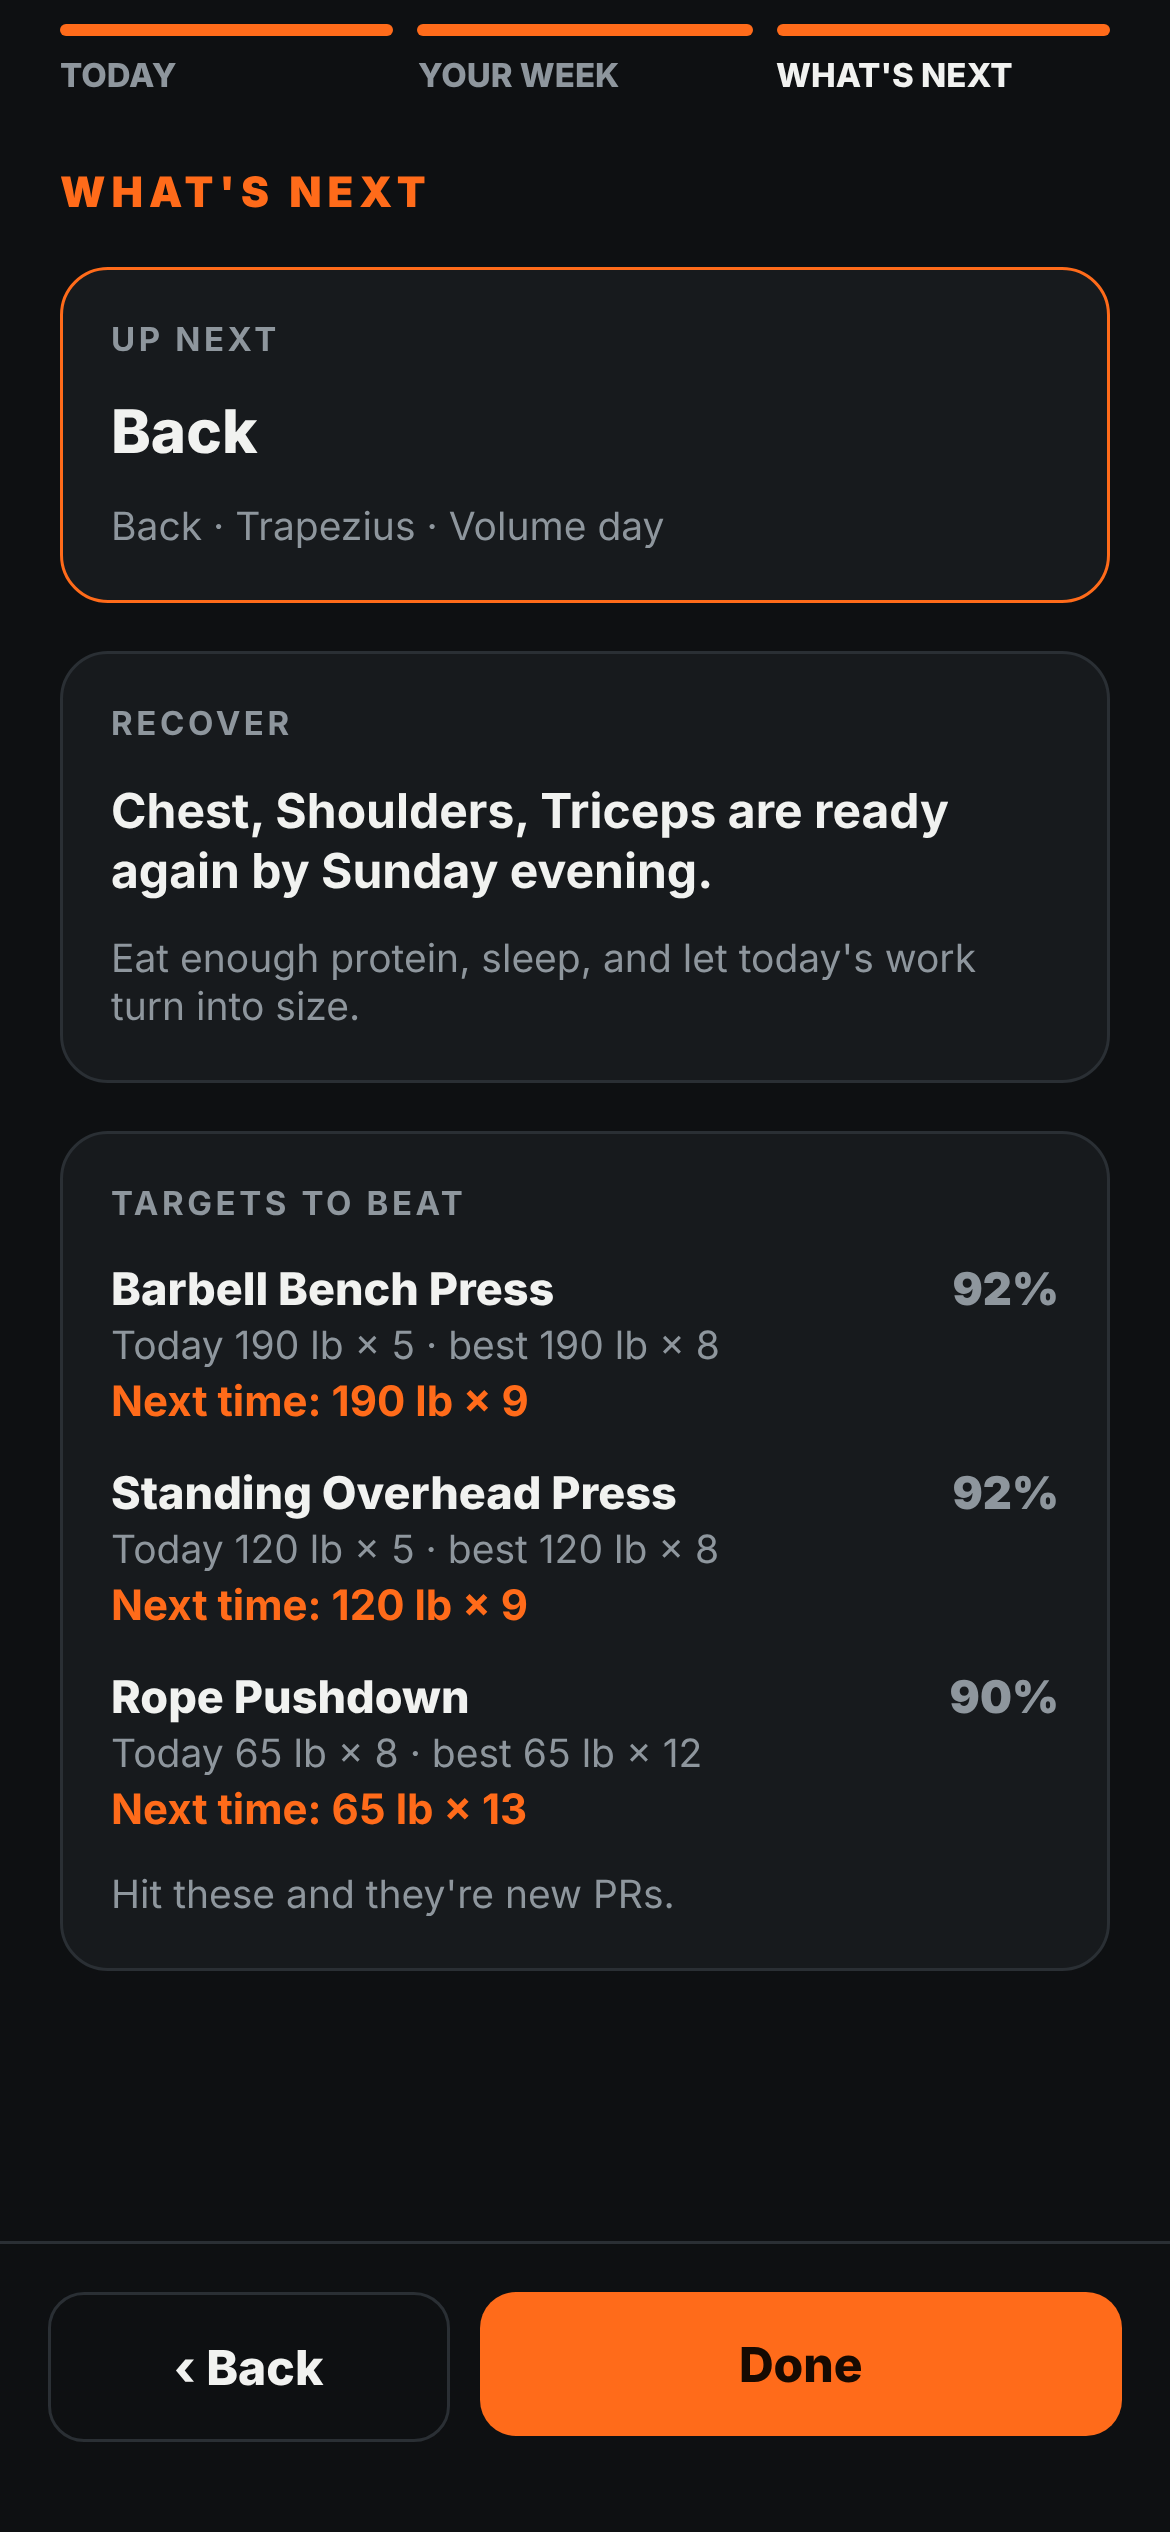 TODAY
YOUR WEEK
WHAT'S NEXT
WHAT'S NEXT
UP NEXT
Back
Back · Trapezius · Volume day
RECOVER
Chest, Shoulders, Triceps are ready
again by Sunday evening.
Eat enough protein, sleep, and let today's work
turn into size.
TARGETS TO BEAT
Barbell Bench Press 92%
Today 190 lb × 5 · best 190 lb × 8
Next time: 190 lb × 9
Standing Overhead Press 92%
Today 120 lb × 5 · best 120 lb × 8
Next time: 120 lb × 9
Rope Pushdown 90%
Today 65 lb × 8 · best 65 lb × 12
Next time: 65 lb × 13
Hit these and they're new PRs.
‹ Back
Done